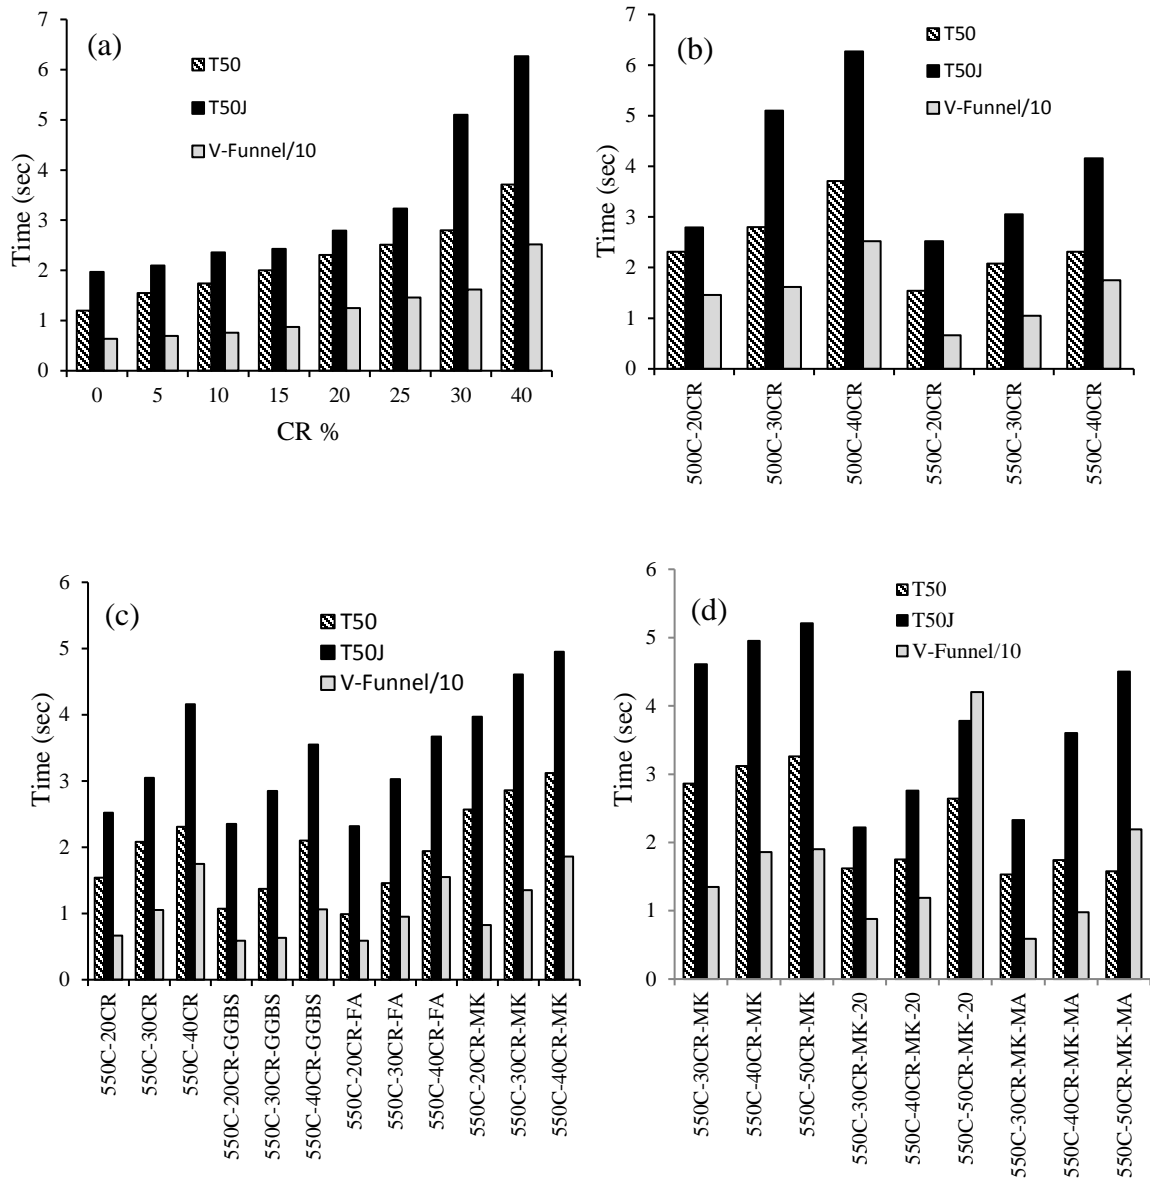 (a)
T50
T50J
V-Funnel/10
Time (sec)
7
6
5
4
3
2
1
0
0 5 10 15 20 25 30 40
CR %
(b)
T50
T50J
V-Funnel/10
Time (sec)
7
6
5
4
3
2
1
0
500C-20CR
500C-30CR
500C-40CR
550C-20CR
550C-30CR
550C-40CR
(c)
T50
T50J
V-Funnel/10
Time (sec)
6
5
4
3
2
1
0
550C-20CR
550C-30CR
550C-40CR
550C-20CR-GGBS
550C-30CR-GGBS
550C-40CR-GGBS
550C-20CR-FA
550C-30CR-FA
550C-40CR-FA
550C-20CR-MK
550C-30CR-MK
550C-40CR-MK
(d)
T50
T50J
V-Funnel/10
Time (sec)
6
5
4
3
2
1
0
550C-30CR-MK
550C-40CR-MK
550C-50CR-MK
550C-30CR-MK-20
550C-40CR-MK-20
550C-50CR-MK-20
550C-30CR-MK-MA
550C-40CR-MK-MA
550C-50CR-MK-MA